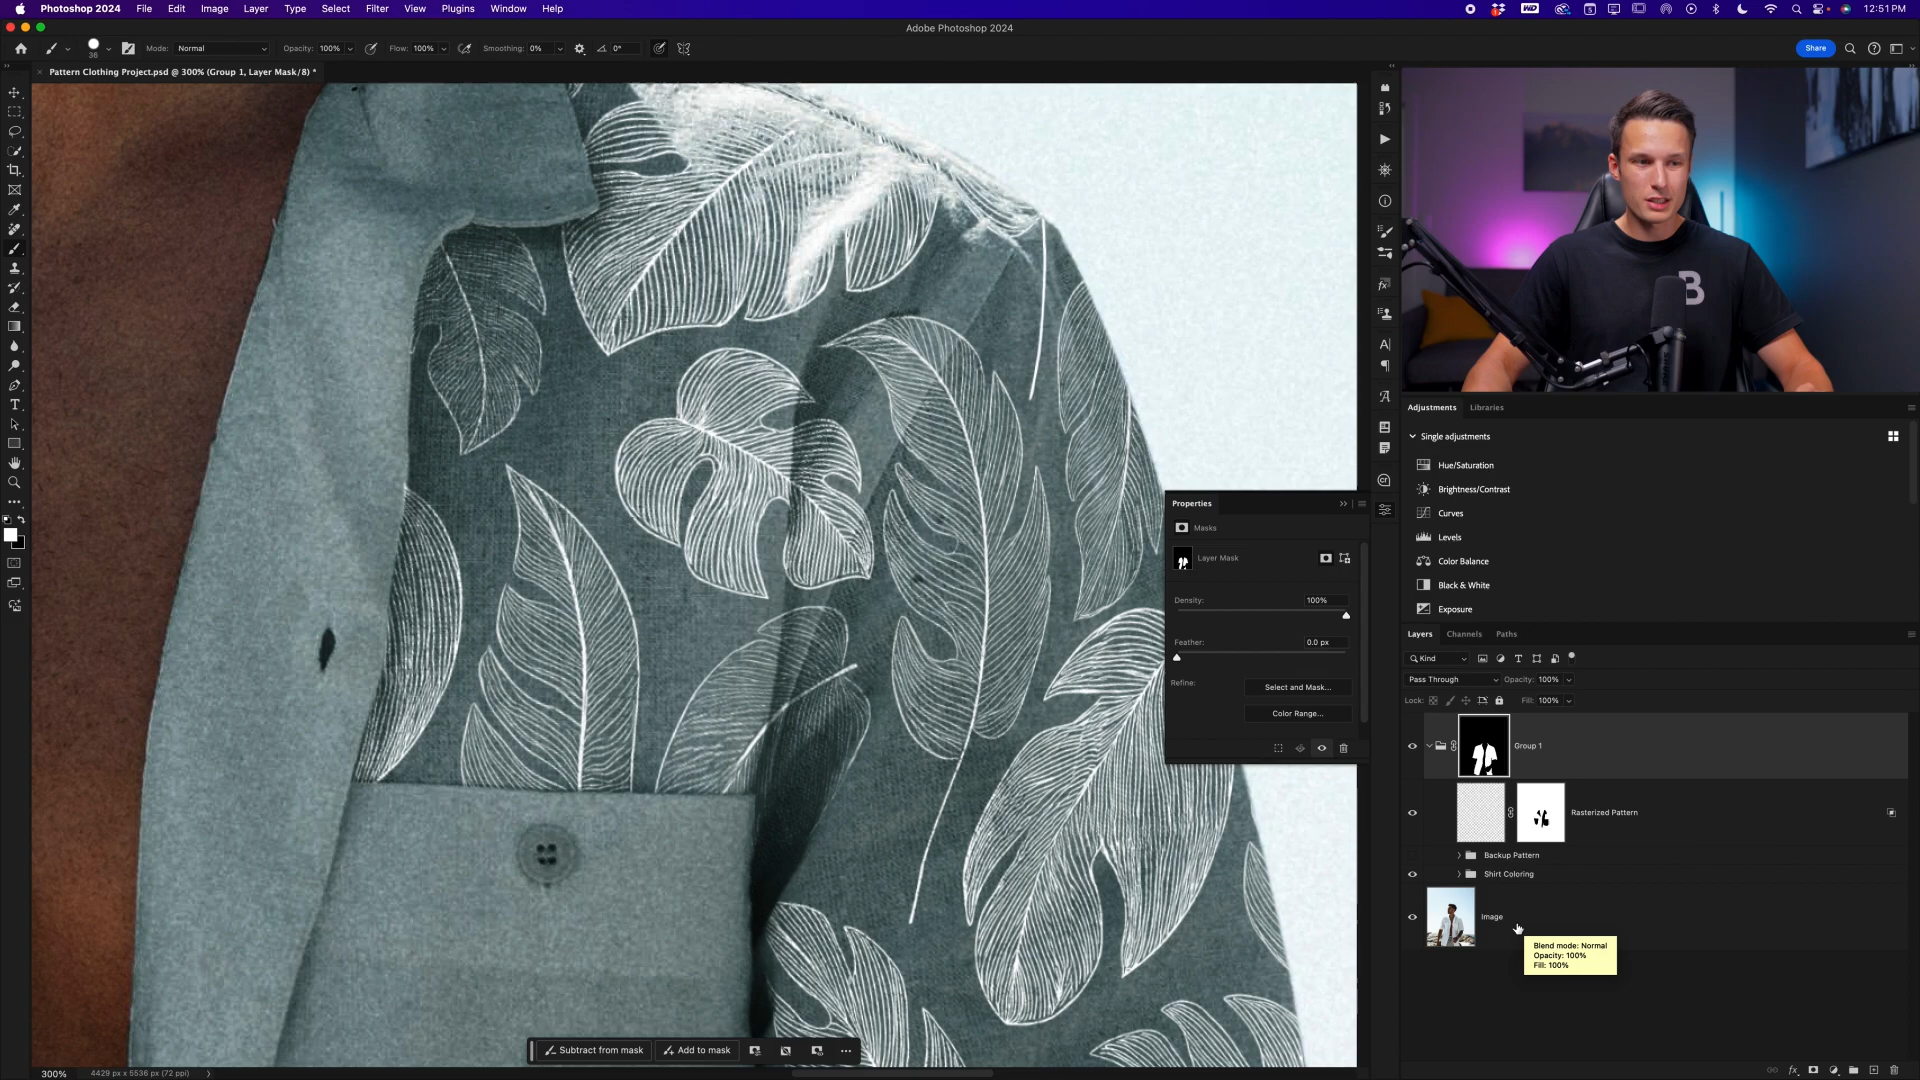 Photoshop 2024 File Edit Image Layer Type Select Filter View Plugins Window Help
12:51 PM
Adobe Photoshop 2024
Mode: Normal Opacity: 100% Flow: 100% Smoothing: 0% 0° Share
36
Pattern Clothing Project.psd @ 300% (Group 1, Layer Mask/8) *
B
Adjustments Libraries
Single adjustments
Hue/Saturation
Brightness/Contrast
Curves
Levels
Color Balance
Black & White
Exposure
Properties
Masks
Layer Mask
Density: 100%
Feather: 0.0 px
Refine: Select and Mask...
Color Range...
Layers Channels Paths
Kind
Pass Through Opacity: 100%
Lock: Fill: 100%
Group 1
Rasterized Pattern
Backup Pattern
Shirt Coloring
Image
Blend mode: Normal
Opacity: 100%
Fill: 100%
Subtract from mask Add to mask
300% 4429 px x 5536 px (72 ppi)